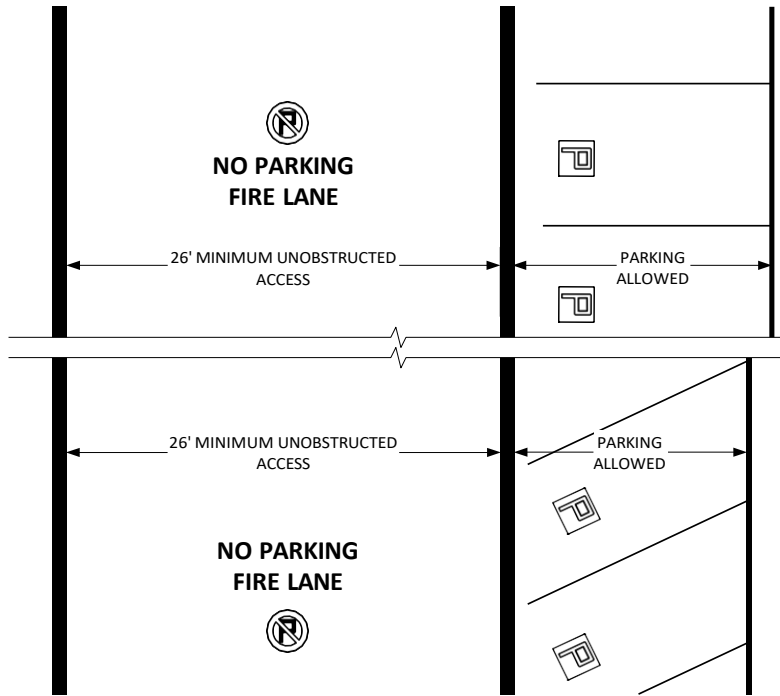 P
NO PARKING
FIRE LANE
26' MINIMUM UNOBSTRUCTED
ACCESS
P
PARKING
ALLOWED
P
26' MINIMUM UNOBSTRUCTED
ACCESS
PARKING
ALLOWED
P
NO PARKING
FIRE LANE
P
P